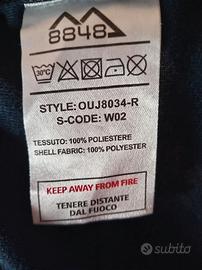 8848
30°C
STYLE: OUJ8034-R
S-CODE: W02
TESSUTO: 100% POLIESTERE
SHELL FABRIC: 100% POLYESTER
KEEP AWAY FROM FIRE
TENERE DISTANTE
DAL FUOCO
subito